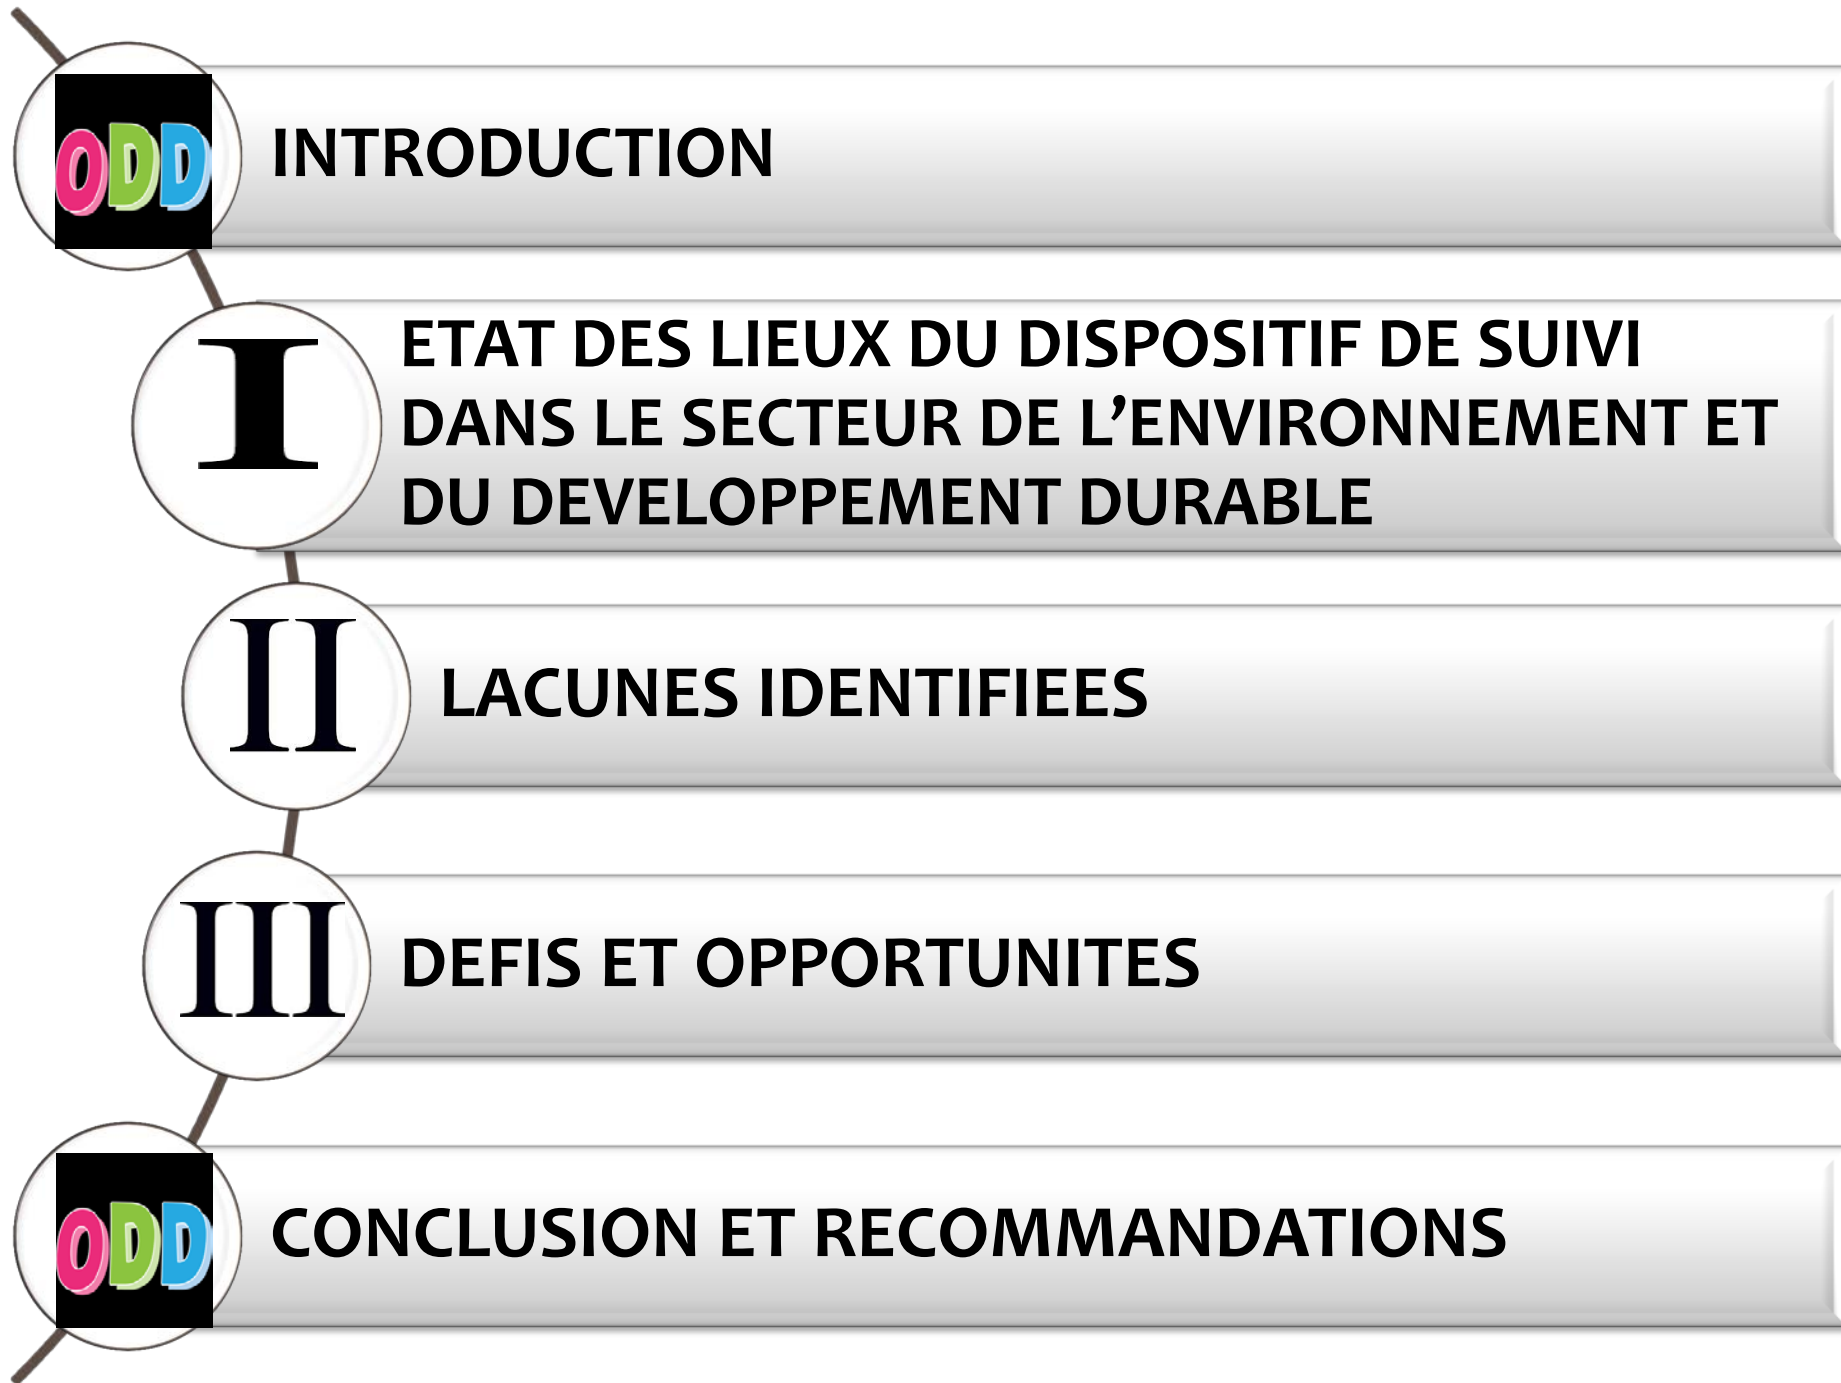 ODD
INTRODUCTION
I
ETAT DES LIEUX DU DISPOSITIF DE SUIVI
DANS LE SECTEUR DE L’ENVIRONNEMENT ET
DU DEVELOPPEMENT DURABLE
II
LACUNES IDENTIFIEES
III
DEFIS ET OPPORTUNITES
ODD
CONCLUSION ET RECOMMANDATIONS